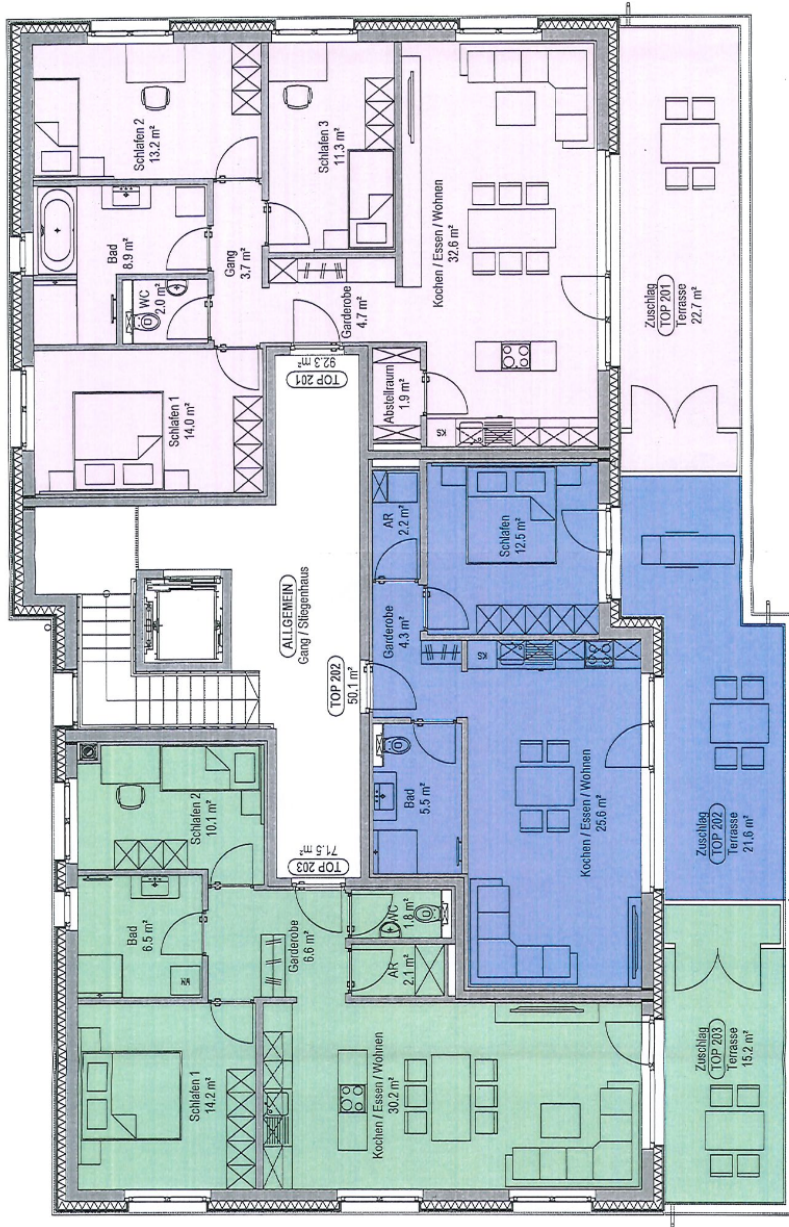 Schlafen 2
13.2 m²
Schlafen 3
11.3 m²
Bad
8.9 m²
Gang
3.7 m²
WC
2.0 m²
Garderobe
4.7 m²
Kochen / Essen / Wohnen
32.6 m²
Zuschlag
TOP 201
Terrasse
22.7 m²
Schlafen 1
14.0 m²
TOP 201
92.3 m²
Abstellraum
1.9 m²
AR
2.2 m²
Schlafen
12.5 m²
ALLGEMEIN
Gang / Stiegenhaus
Garderobe
4.3 m²
TOP 202
50.1 m²
KS
Bad
5.5 m²
Kochen / Essen / Wohnen
25.6 m²
Zuschlag
TOP 202
Terrasse
21.6 m²
Schlafen 2
10.1 m²
TOP 203
71.5 m²
Bad
6.5 m²
Garderobe
6.6 m²
WC
1.8 m²
AR
2.1 m²
Schlafen 1
14.2 m²
Kochen / Essen / Wohnen
30.2 m²
Zuschlag
TOP 203
Terrasse
15.2 m²